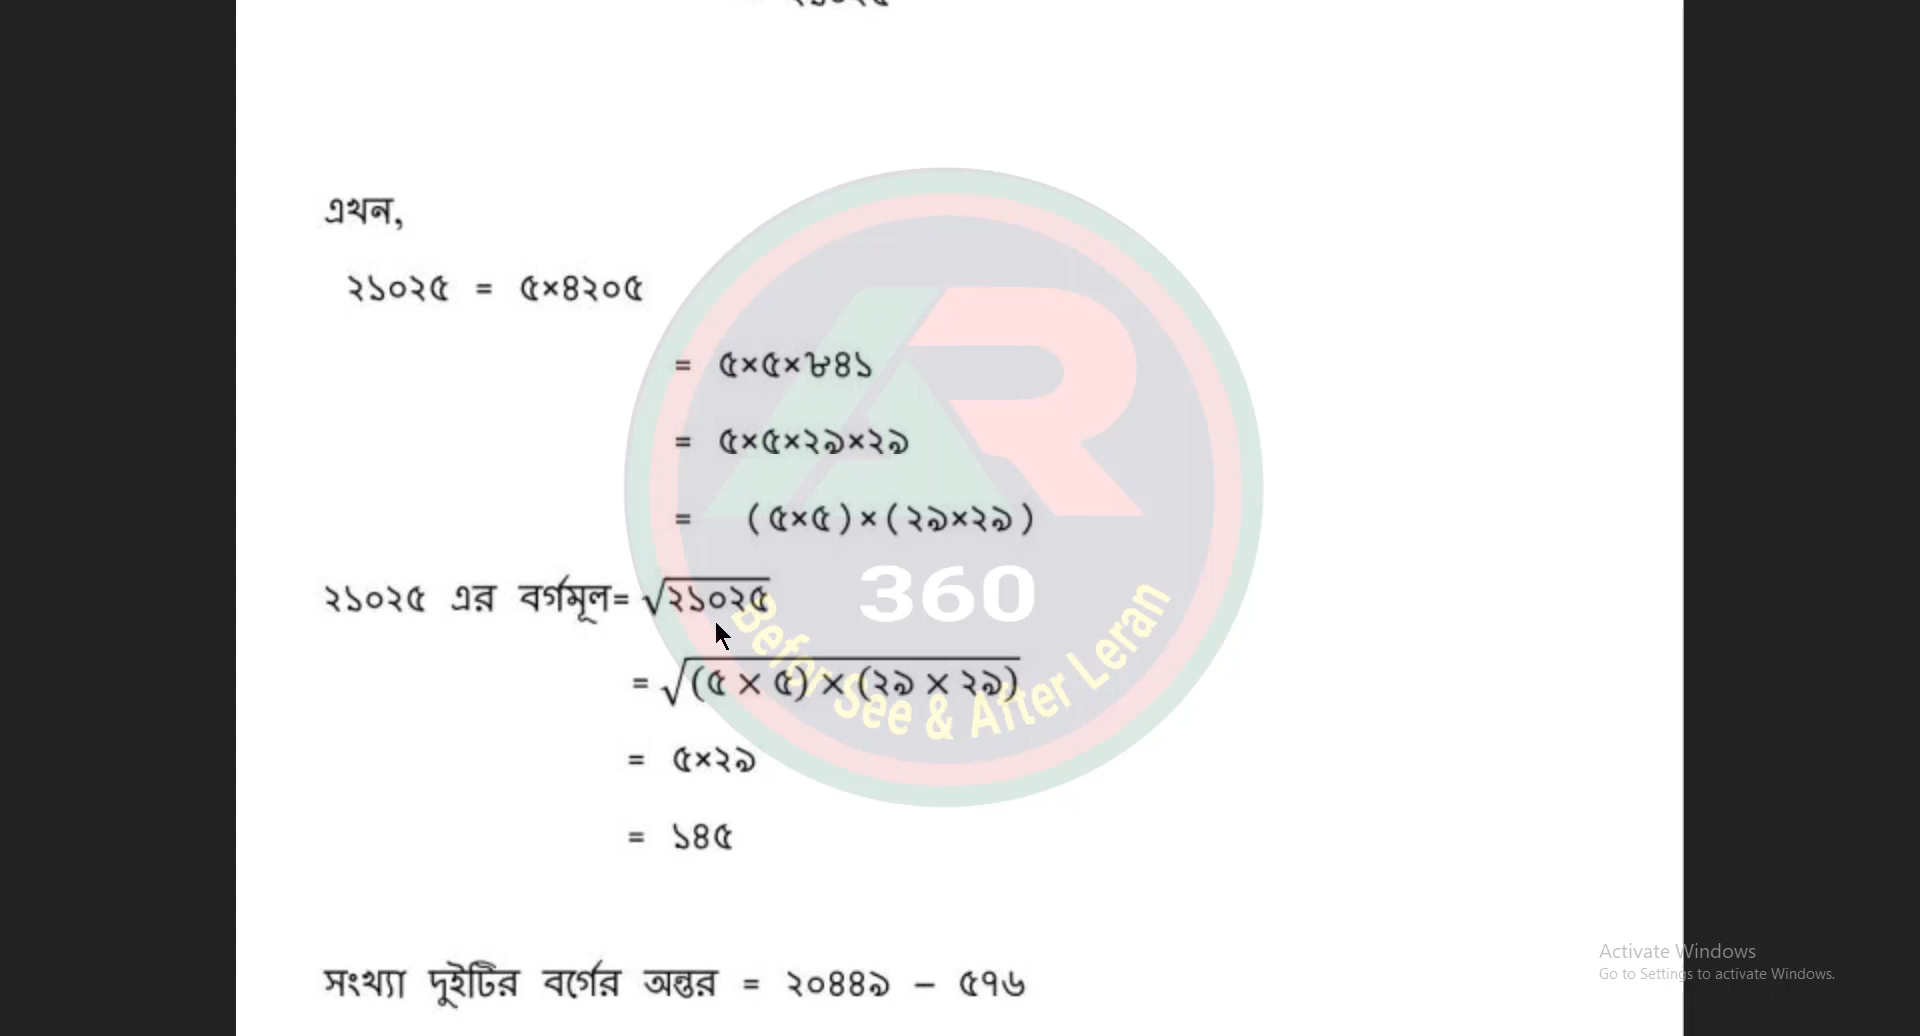 এখন,
২১০২৫ = ৫×৪২০৫
= ৫×৫×৮৪১
= ৫×৫×২৯×২৯
= (৫×৫)×(২৯×২৯)
২১০২৫ এর বর্গমূল= √২১০২৫
= √(৫ × ৫) × (২৯ × ২৯)
= ৫×২৯
= ১৪৫
সংখ্যা দুইটির বর্গের অন্তর = ২০৪৪৯ – ৫৭৬
AR
360
Befor See & After Leran
Activate Windows
Go to Settings to activate Windows.